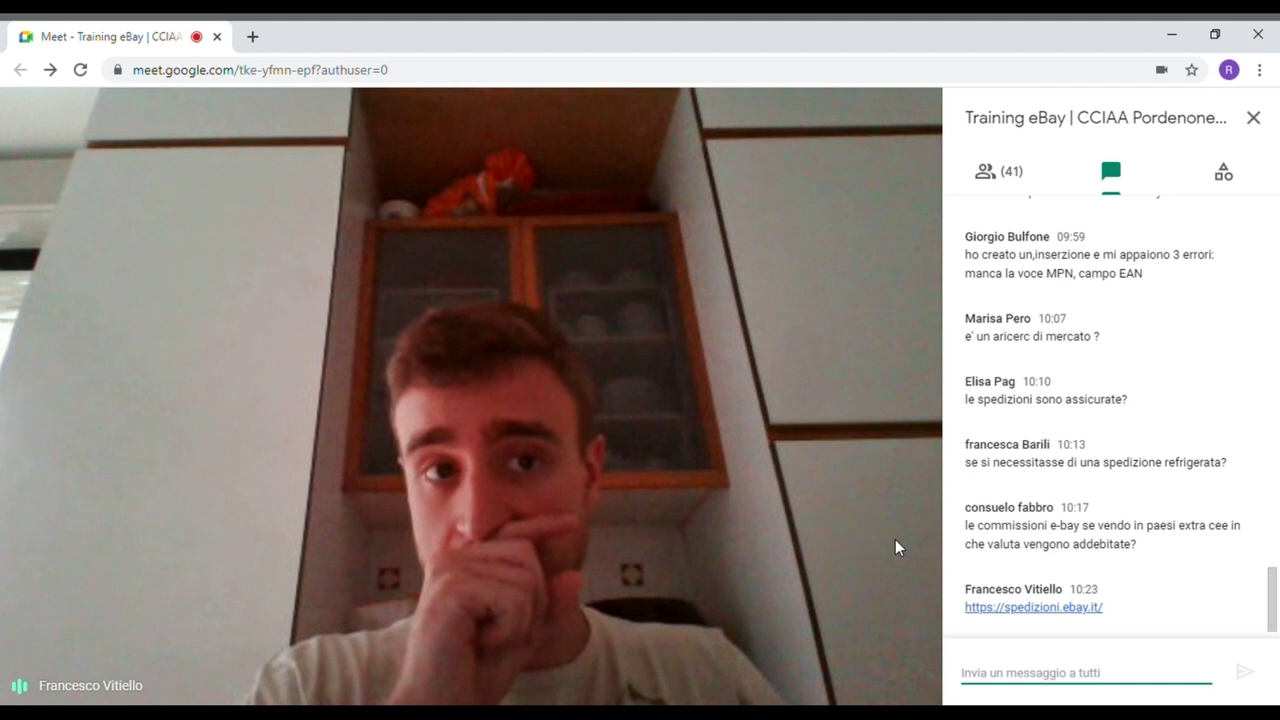 Meet - Training eBay | CCIAA
meet.google.com/tke-yfmn-epf?authuser=0
R
Training eBay | CCIAA Pordenone...
(41)
Giorgio Bulfone 09:59
ho creato un,inserzione e mi appaiono 3 errori:
manca la voce MPN, campo EAN
Marisa Pero 10:07
e' un aricerc di mercato ?
Elisa Pag 10:10
le spedizioni sono assicurate?
francesca Barili 10:13
se si necessitasse di una spedizione refrigerata?
consuelo fabbro 10:17
le commissioni e-bay se vendo in paesi extra cee in
che valuta vengono addebitate?
Francesco Vitiello 10:23
https://spedizioni.ebay.it/
Invia un messaggio a tutti
Francesco Vitiello